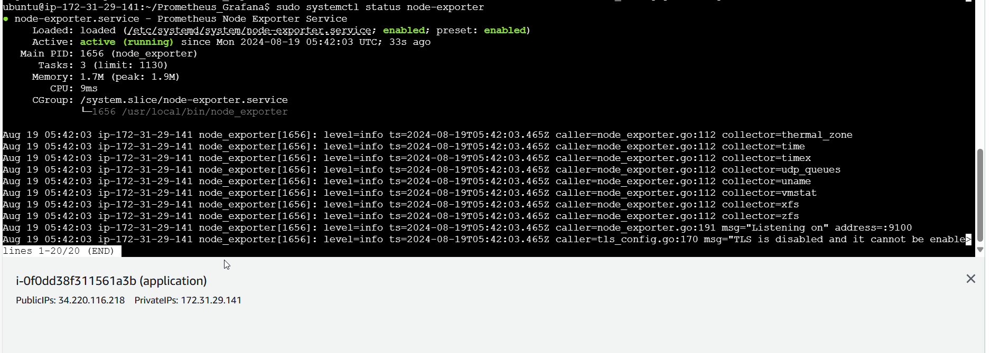 ubuntu@ip-172-31-29-141:~/Prometheus_Grafana$ sudo systemctl status node-exporter
● node-exporter.service - Prometheus Node Exporter Service
Loaded: loaded (/etc/systemd/system/node-exporter.service; enabled; preset: enabled)
Active: active (running) since Mon 2024-08-19 05:42:03 UTC; 33s ago
Main PID: 1656 (node_exporter)
Tasks: 3 (limit: 1130)
Memory: 1.7M (peak: 1.9M)
CPU: 9ms
CGroup: /system.slice/node-exporter.service
└─1656 /usr/local/bin/node_exporter
Aug 19 05:42:03 ip-172-31-29-141 node_exporter[1656]: level=info ts=2024-08-19T05:42:03.465Z caller=node_exporter.go:112 collector=thermal_zone
Aug 19 05:42:03 ip-172-31-29-141 node_exporter[1656]: level=info ts=2024-08-19T05:42:03.465Z caller=node_exporter.go:112 collector=time
Aug 19 05:42:03 ip-172-31-29-141 node_exporter[1656]: level=info ts=2024-08-19T05:42:03.465Z caller=node_exporter.go:112 collector=timex
Aug 19 05:42:03 ip-172-31-29-141 node_exporter[1656]: level=info ts=2024-08-19T05:42:03.465Z caller=node_exporter.go:112 collector=udp_queues
Aug 19 05:42:03 ip-172-31-29-141 node_exporter[1656]: level=info ts=2024-08-19T05:42:03.465Z caller=node_exporter.go:112 collector=uname
Aug 19 05:42:03 ip-172-31-29-141 node_exporter[1656]: level=info ts=2024-08-19T05:42:03.465Z caller=node_exporter.go:112 collector=vmstat
Aug 19 05:42:03 ip-172-31-29-141 node_exporter[1656]: level=info ts=2024-08-19T05:42:03.465Z caller=node_exporter.go:112 collector=xfs
Aug 19 05:42:03 ip-172-31-29-141 node_exporter[1656]: level=info ts=2024-08-19T05:42:03.465Z caller=node_exporter.go:112 collector=zfs
Aug 19 05:42:03 ip-172-31-29-141 node_exporter[1656]: level=info ts=2024-08-19T05:42:03.465Z caller=node_exporter.go:191 msg="Listening on" address=:9100
Aug 19 05:42:03 ip-172-31-29-141 node_exporter[1656]: level=info ts=2024-08-19T05:42:03.465Z caller=tls_config.go:170 msg="TLS is disabled and it cannot be enable>
lines 1-20/20 (END)
i-0f0dd38f311561a3b (application)
PublicIPs: 34.220.116.218 PrivateIPs: 172.31.29.141